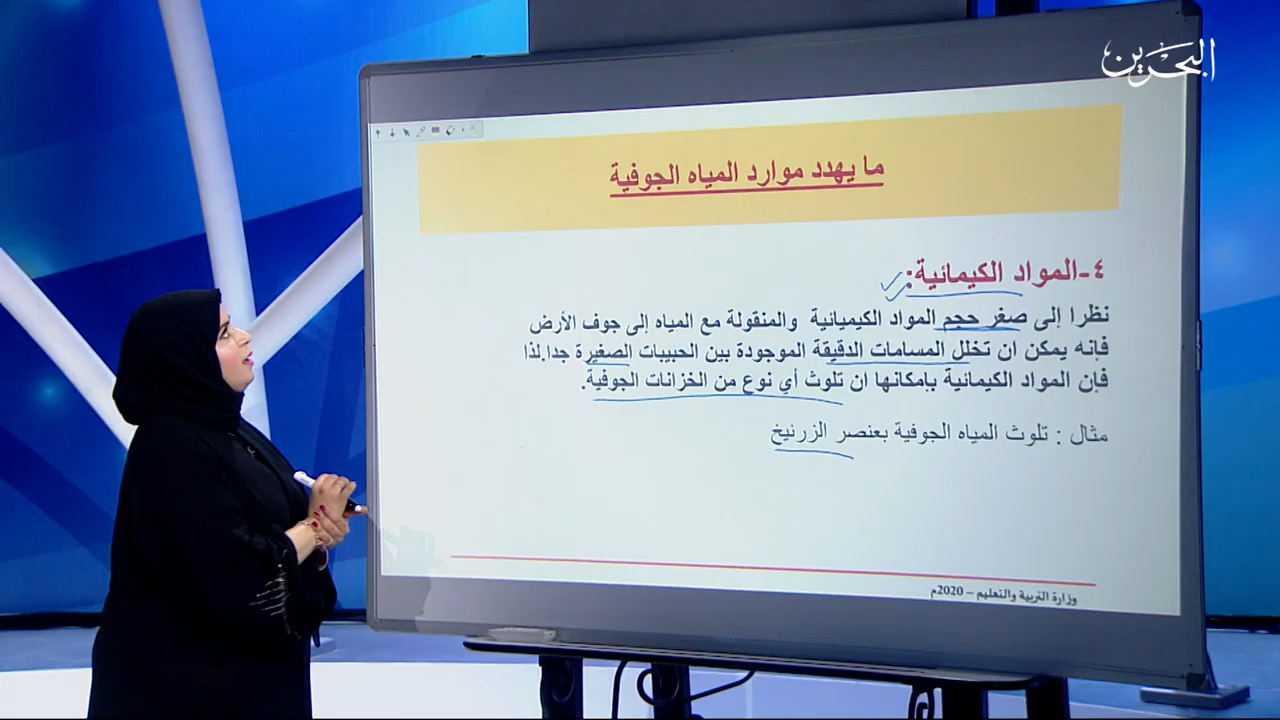 البحرين
ما يهدد موارد المياه الجوفية
٤-المواد الكيمائية:
نظرا إلى صغر حجم المواد الكيميائية والمنقولة مع المياه إلى جوف الأرض
فإنه يمكن ان تخلل المسامات الدقيقة الموجودة بين الحبيبات الصغيرة جدا.لذا
فإن المواد الكيمائية بإمكانها ان تلوث أي نوع من الخزانات الجوفية.
مثال : تلوث المياه الجوفية بعنصر الزرنيخ
وزارة التربية والتعليم – 2020م